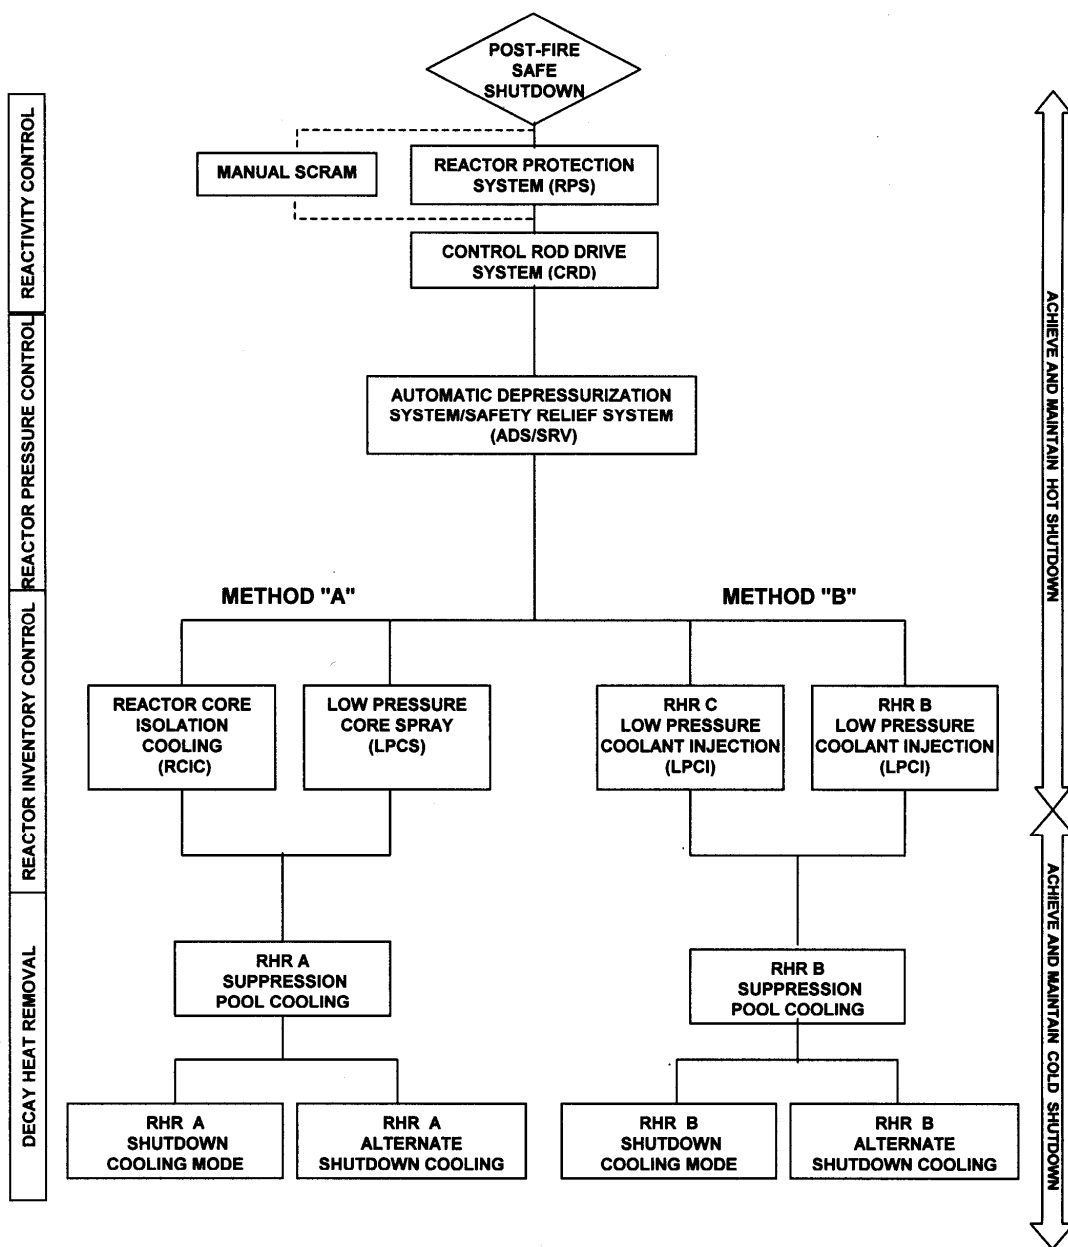 POST-FIRE
SAFE
SHUTDOWN
REACTIVITY CONTROL
MANUAL SCRAM
REACTOR PROTECTION
SYSTEM (RPS)
CONTROL ROD DRIVE
SYSTEM (CRD)
ACHIEVE AND MAINTAIN HOT SHUTDOWN
REACTOR PRESSURE CONTROL
AUTOMATIC DEPRESSURIZATION
SYSTEM/SAFETY RELIEF SYSTEM
(ADS/SRV)
METHOD "A"
METHOD "B"
REACTOR INVENTORY CONTROL
REACTOR CORE
ISOLATION
COOLING
(RCIC)
LOW PRESSURE
CORE SPRAY
(LPCS)
RHR C
LOW PRESSURE
COOLANT INJECTION
(LPCI)
RHR B
LOW PRESSURE
COOLANT INJECTION
(LPCI)
ACHIEVE AND MAINTAIN COLD SHUTDOWN
DECAY HEAT REMOVAL
RHR A
SUPPRESSION
POOL COOLING
RHR B
SUPPRESSION
POOL COOLING
RHR A
SHUTDOWN
COOLING MODE
RHR A
ALTERNATE
SHUTDOWN COOLING
RHR B
SHUTDOWN
COOLING MODE
RHR B
ALTERNATE
SHUTDOWN COOLING